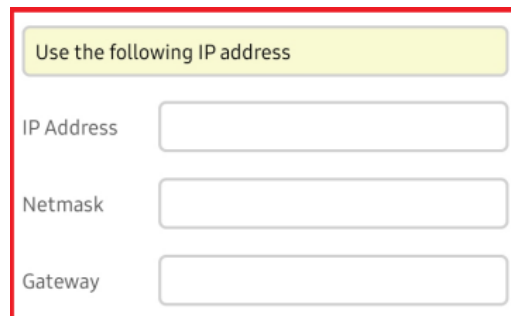 Use the following IP address
IP Address
Netmask
Gateway